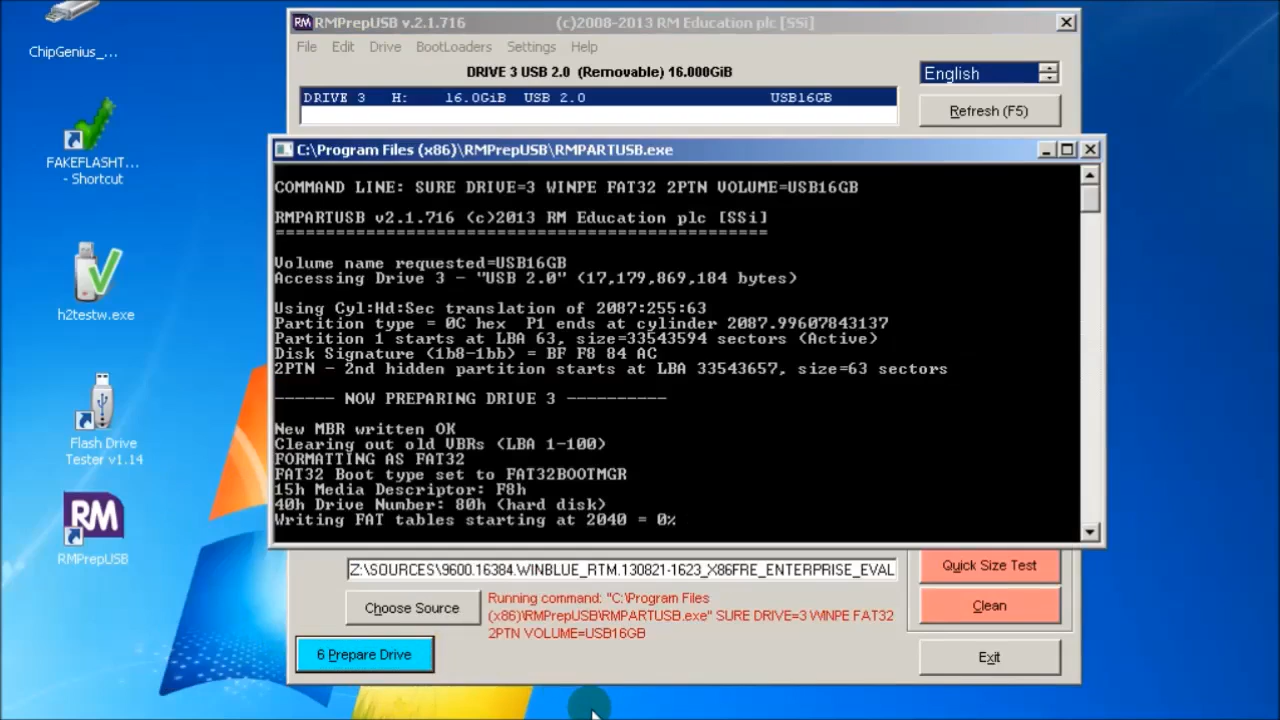 ChipGenius_...
FAKEFLASHT...
- Shortcut
h2testw.exe
Flash Drive
Tester v1.14
RM
RMPrepUSB
RM RMPrepUSB v.2.1.716 (c)2008-2013 RM Education plc [SSi]
File Edit Drive BootLoaders Settings Help
DRIVE 3 USB 2.0 (Removable) 16.000GiB
English
DRIVE 3 H: 16.0GiB USB 2.0 USB16GB
Refresh (F5)
C:\Program Files (x86)\RMPrepUSB\RMPARTUSB.exe
COMMAND LINE: SURE DRIVE=3 WINPE FAT32 2PTN VOLUME=USB16GB
RMPARTUSB v2.1.716 (c)2013 RM Education plc [SSi]
=================================================
Volume name requested=USB16GB
Accessing Drive 3 - "USB 2.0" (17,179,869,184 bytes)
Using Cyl:Hd:Sec translation of 2087:255:63
Partition type = 0C hex P1 ends at cylinder 2087.99607843137
Partition 1 starts at LBA 63, size=33543594 sectors (Active)
Disk Signature (1b8-1bb) = BF F8 84 AC
2PTN - 2nd hidden partition starts at LBA 33543657, size=63 sectors
------ NOW PREPARING DRIVE 3 ----------
New MBR written OK
Clearing out old VBRs (LBA 1-100)
FORMATTING AS FAT32
FAT32 Boot type set to FAT32BOOTMGR
15h Media Descriptor: F8h
40h Drive Number: 80h (hard disk)
Writing FAT tables starting at 2040 = 0%
Z:\SOURCES\9600.16384.WINBLUE_RTM.130821-1623_X86FRE_ENTERPRISE_EVAL
Quick Size Test
Choose Source
Running command: "C:\Program Files
(x86)\RMPrepUSB\RMPARTUSB.exe" SURE DRIVE=3 WINPE FAT32
2PTN VOLUME=USB16GB
Clean
6 Prepare Drive
Exit